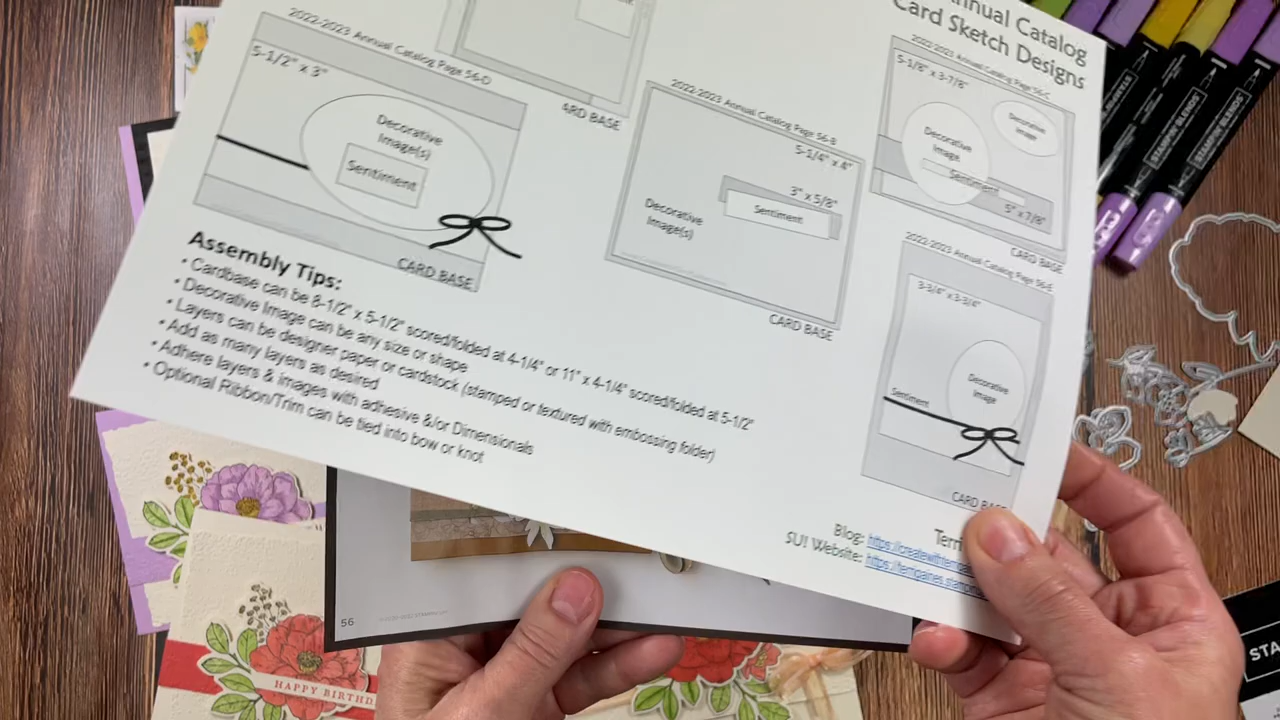 Annual Catalog
Card Sketch Designs
2022-2023 Annual Catalog Page 56-D
5-1/2" x 3"
Decorative
Image(s)
Sentiment
CARD BASE
CARD BASE
2022-2023 Annual Catalog Page 56-B
5-1/4" x 4"
3" x 5/8"
Sentiment
Decorative
Image(s)
CARD BASE
2022-2023 Annual Catalog Page 56-C
5-1/8" x 3-7/8"
Decorative
Image
Decorative
Image
Sentiment
5" x 7/8"
CARD BASE
2022-2023 Annual Catalog Page 56-E
3-3/4" x 3-3/4"
Decorative
Image
Sentiment
CARD BASE
Assembly Tips:
• Cardbase can be 8-1/2" x 5-1/2" scored/folded at 4-1/4" or 11" x 4-1/4" scored/folded at 5-1/2"
• Decorative Image can be any size or shape
• Layers can be designer paper or cardstock (stamped or textured with embossing folder)
• Add as many layers as desired
• Adhere layers & images with adhesive &/or Dimensionals
• Optional Ribbon/Trim can be tied into bow or knot
Terri
Blog: https://createwithterrigaines
SU! Website: https://terrigaines.stampin
56
HAPPY BIRTHD
STAMPIN' BLENDS
STAMPIN' BLENDS
STA